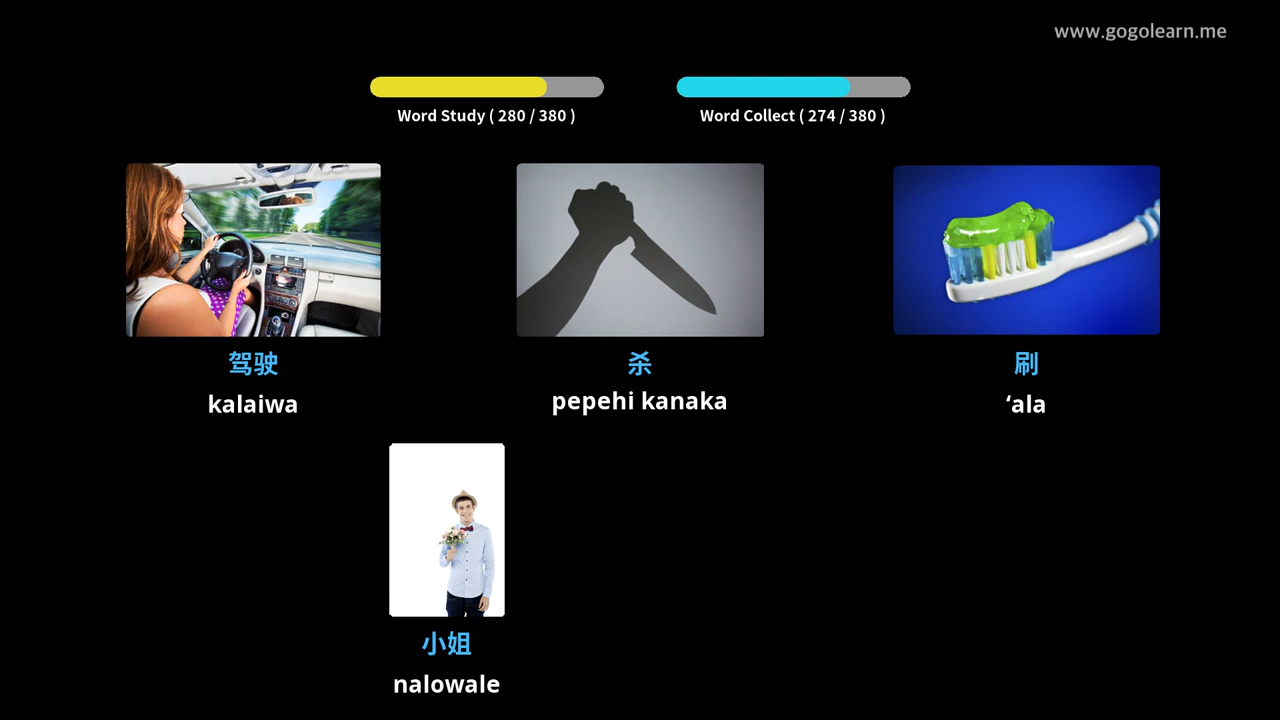 www.gogolearn.me
Word Study ( 280 / 380 )
Word Collect ( 274 / 380 )
驾驶
kalaiwa
杀
pepehi kanaka
刷
ʻala
小姐
nalowale